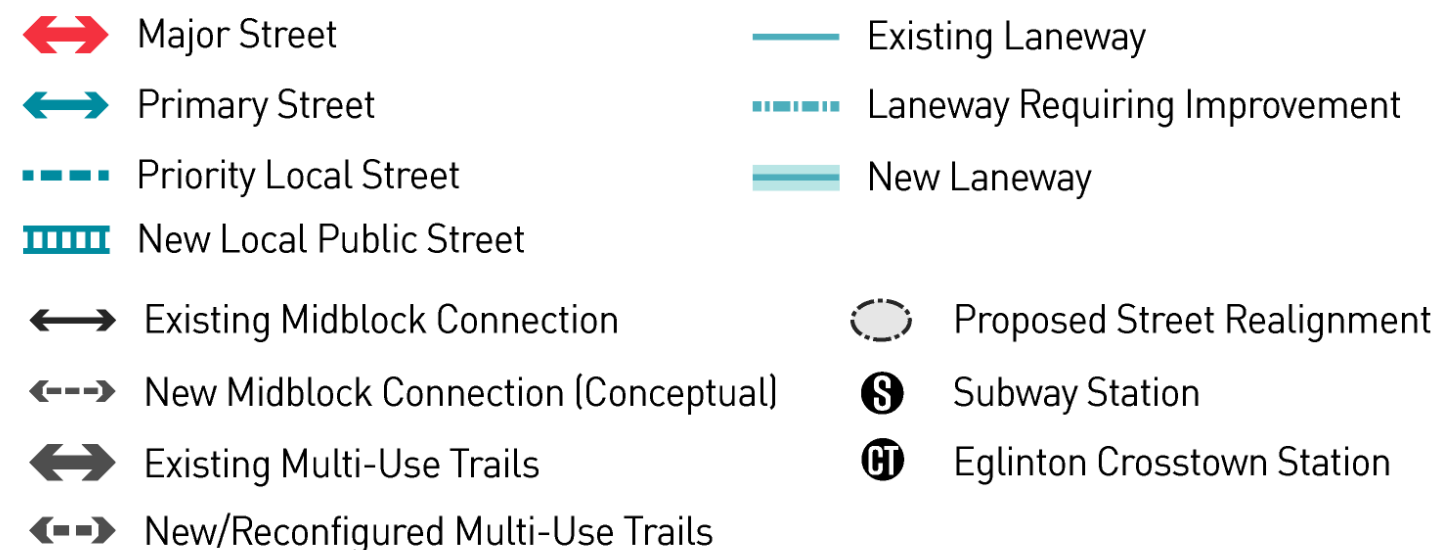 Major Street
Primary Street
Priority Local Street
New Local Public Street
Existing Laneway
Laneway Requiring Improvement
New Laneway
Existing Midblock Connection
New Midblock Connection (Conceptual)
Existing Multi-Use Trails
New/Reconfigured Multi-Use Trails
Proposed Street Realignment
S Subway Station
CT Eglinton Crosstown Station